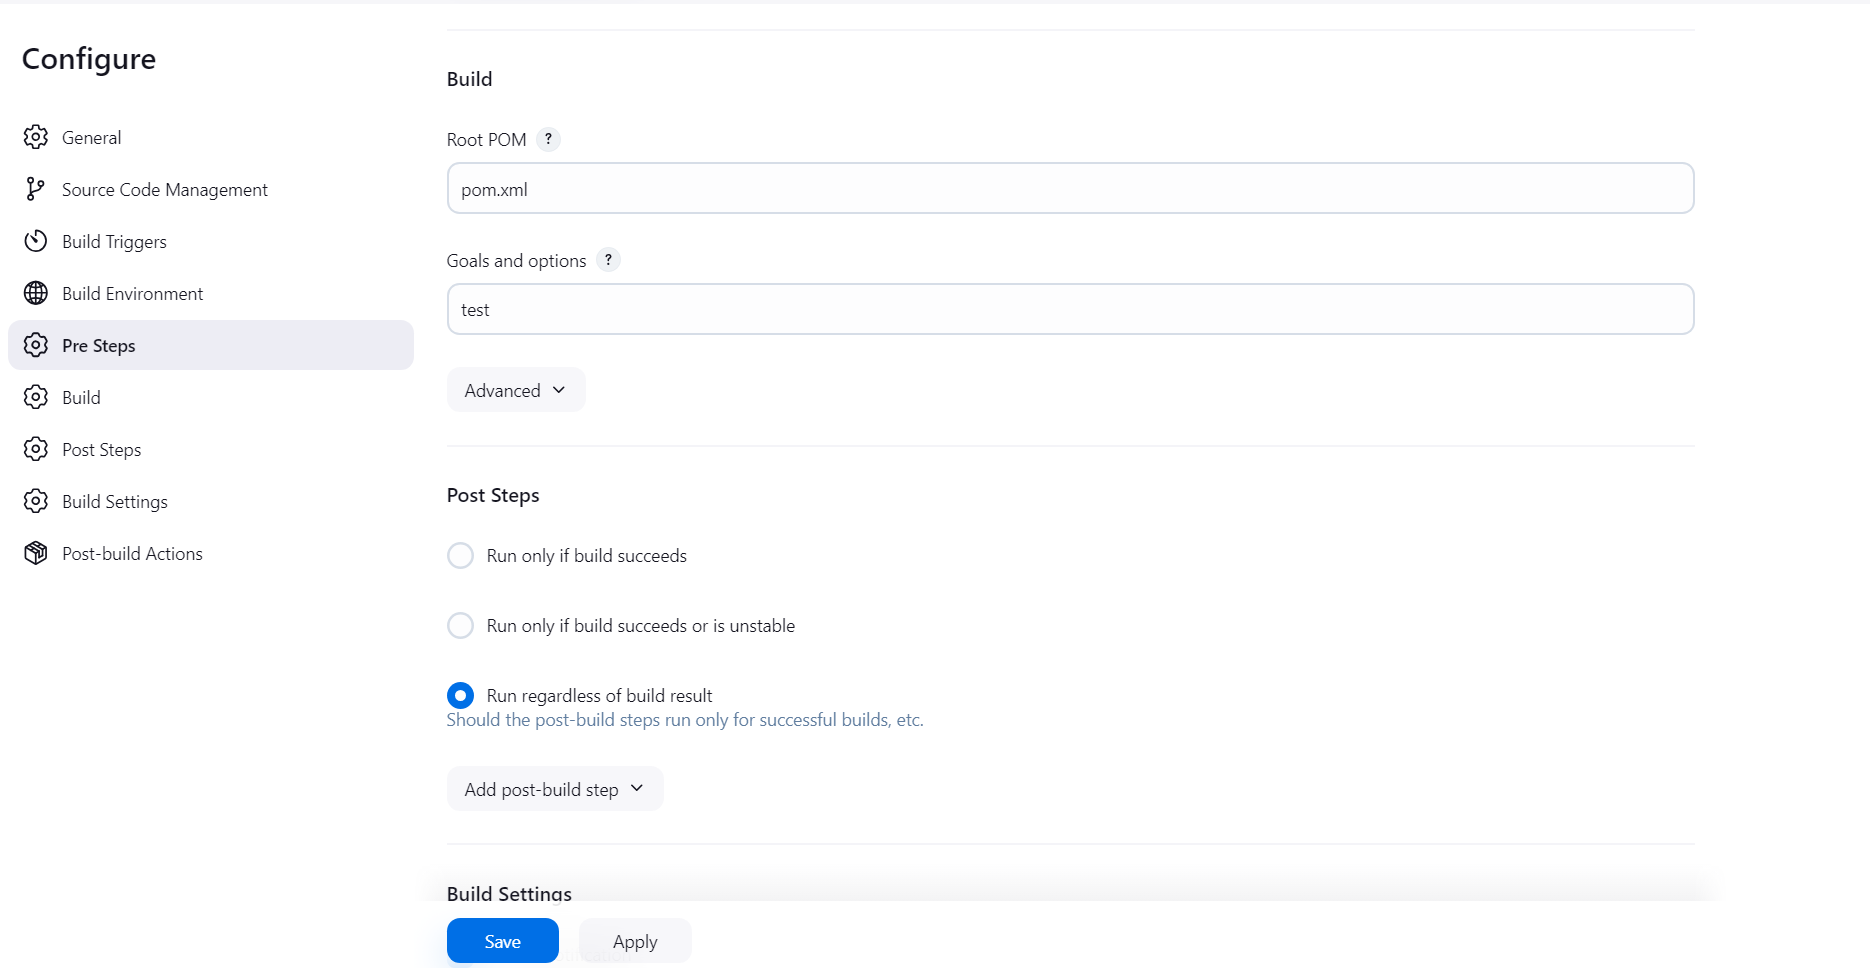 Configure
General
Source Code Management
Build Triggers
Build Environment
Pre Steps
Build
Post Steps
Build Settings
Post-build Actions
Build
Root POM ?
pom.xml
Goals and options ?
test
Advanced
Post Steps
Run only if build succeeds
Run only if build succeeds or is unstable
Run regardless of build result
Should the post-build steps run only for successful builds, etc.
Add post-build step
Build Settings
Save
Apply